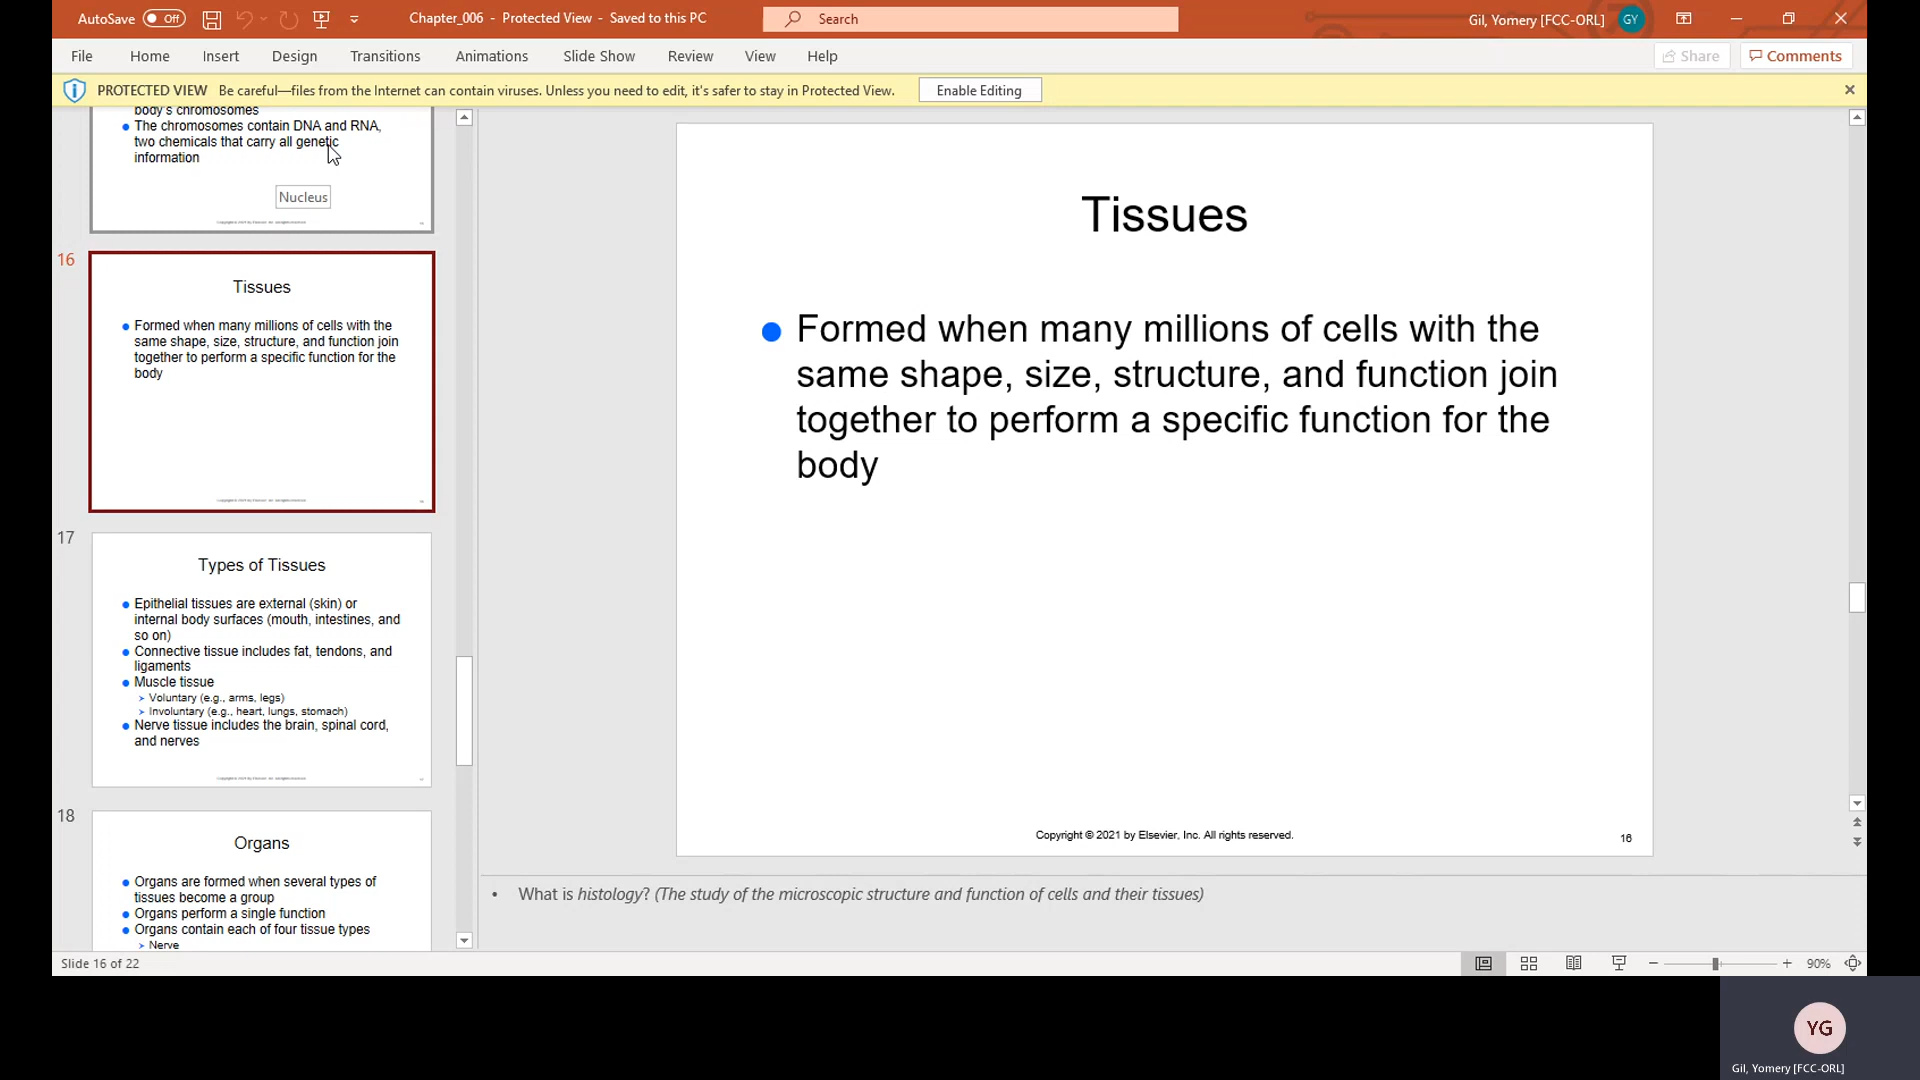 AutoSave Off Chapter_006 - Protected View - Saved to this PC Search Gil, Yomery [FCC-ORL] GY
File Home Insert Design Transitions Animations Slide Show Review View Help Share Comments
PROTECTED VIEW Be careful—files from the Internet can contain viruses. Unless you need to edit, it's safer to stay in Protected View. Enable Editing
body's chromosomes
The chromosomes contain DNA and RNA,
two chemicals that carry all genetic
information
Nucleus
16
Tissues
Formed when many millions of cells with the
same shape, size, structure, and function join
together to perform a specific function for the
body
17
Types of Tissues
Epithelial tissues are external (skin) or
internal body surfaces (mouth, intestines, and
so on)
Connective tissue includes fat, tendons, and
ligaments
Muscle tissue
Voluntary (e.g., arms, legs)
Involuntary (e.g., heart, lungs, stomach)
Nerve tissue includes the brain, spinal cord,
and nerves
18
Organs
Organs are formed when several types of
tissues become a group
Organs perform a single function
Organs contain each of four tissue types
Nerve
Tissues
Formed when many millions of cells with the
same shape, size, structure, and function join
together to perform a specific function for the
body
Copyright © 2021 by Elsevier, Inc. All rights reserved.
16
• What is histology? (The study of the microscopic structure and function of cells and their tissues)
Slide 16 of 22
90%
YG
Gil, Yomery [FCC-ORL]